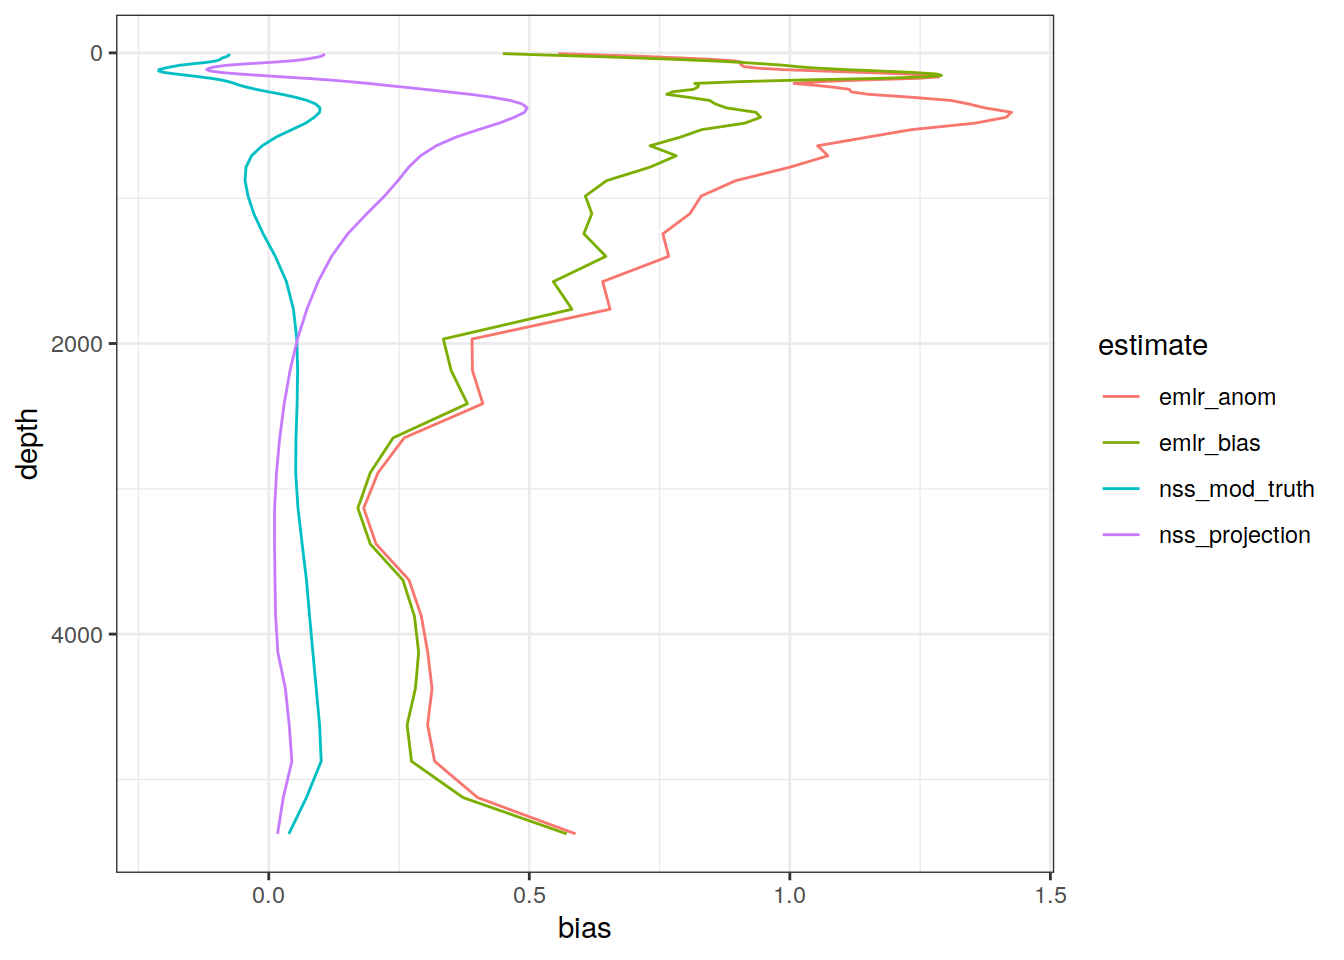 0
2000
4000
depth
0.0
0.5
1.0
1.5
bias
estimate
emlr_anom
emlr_bias
nss_mod_truth
nss_projection